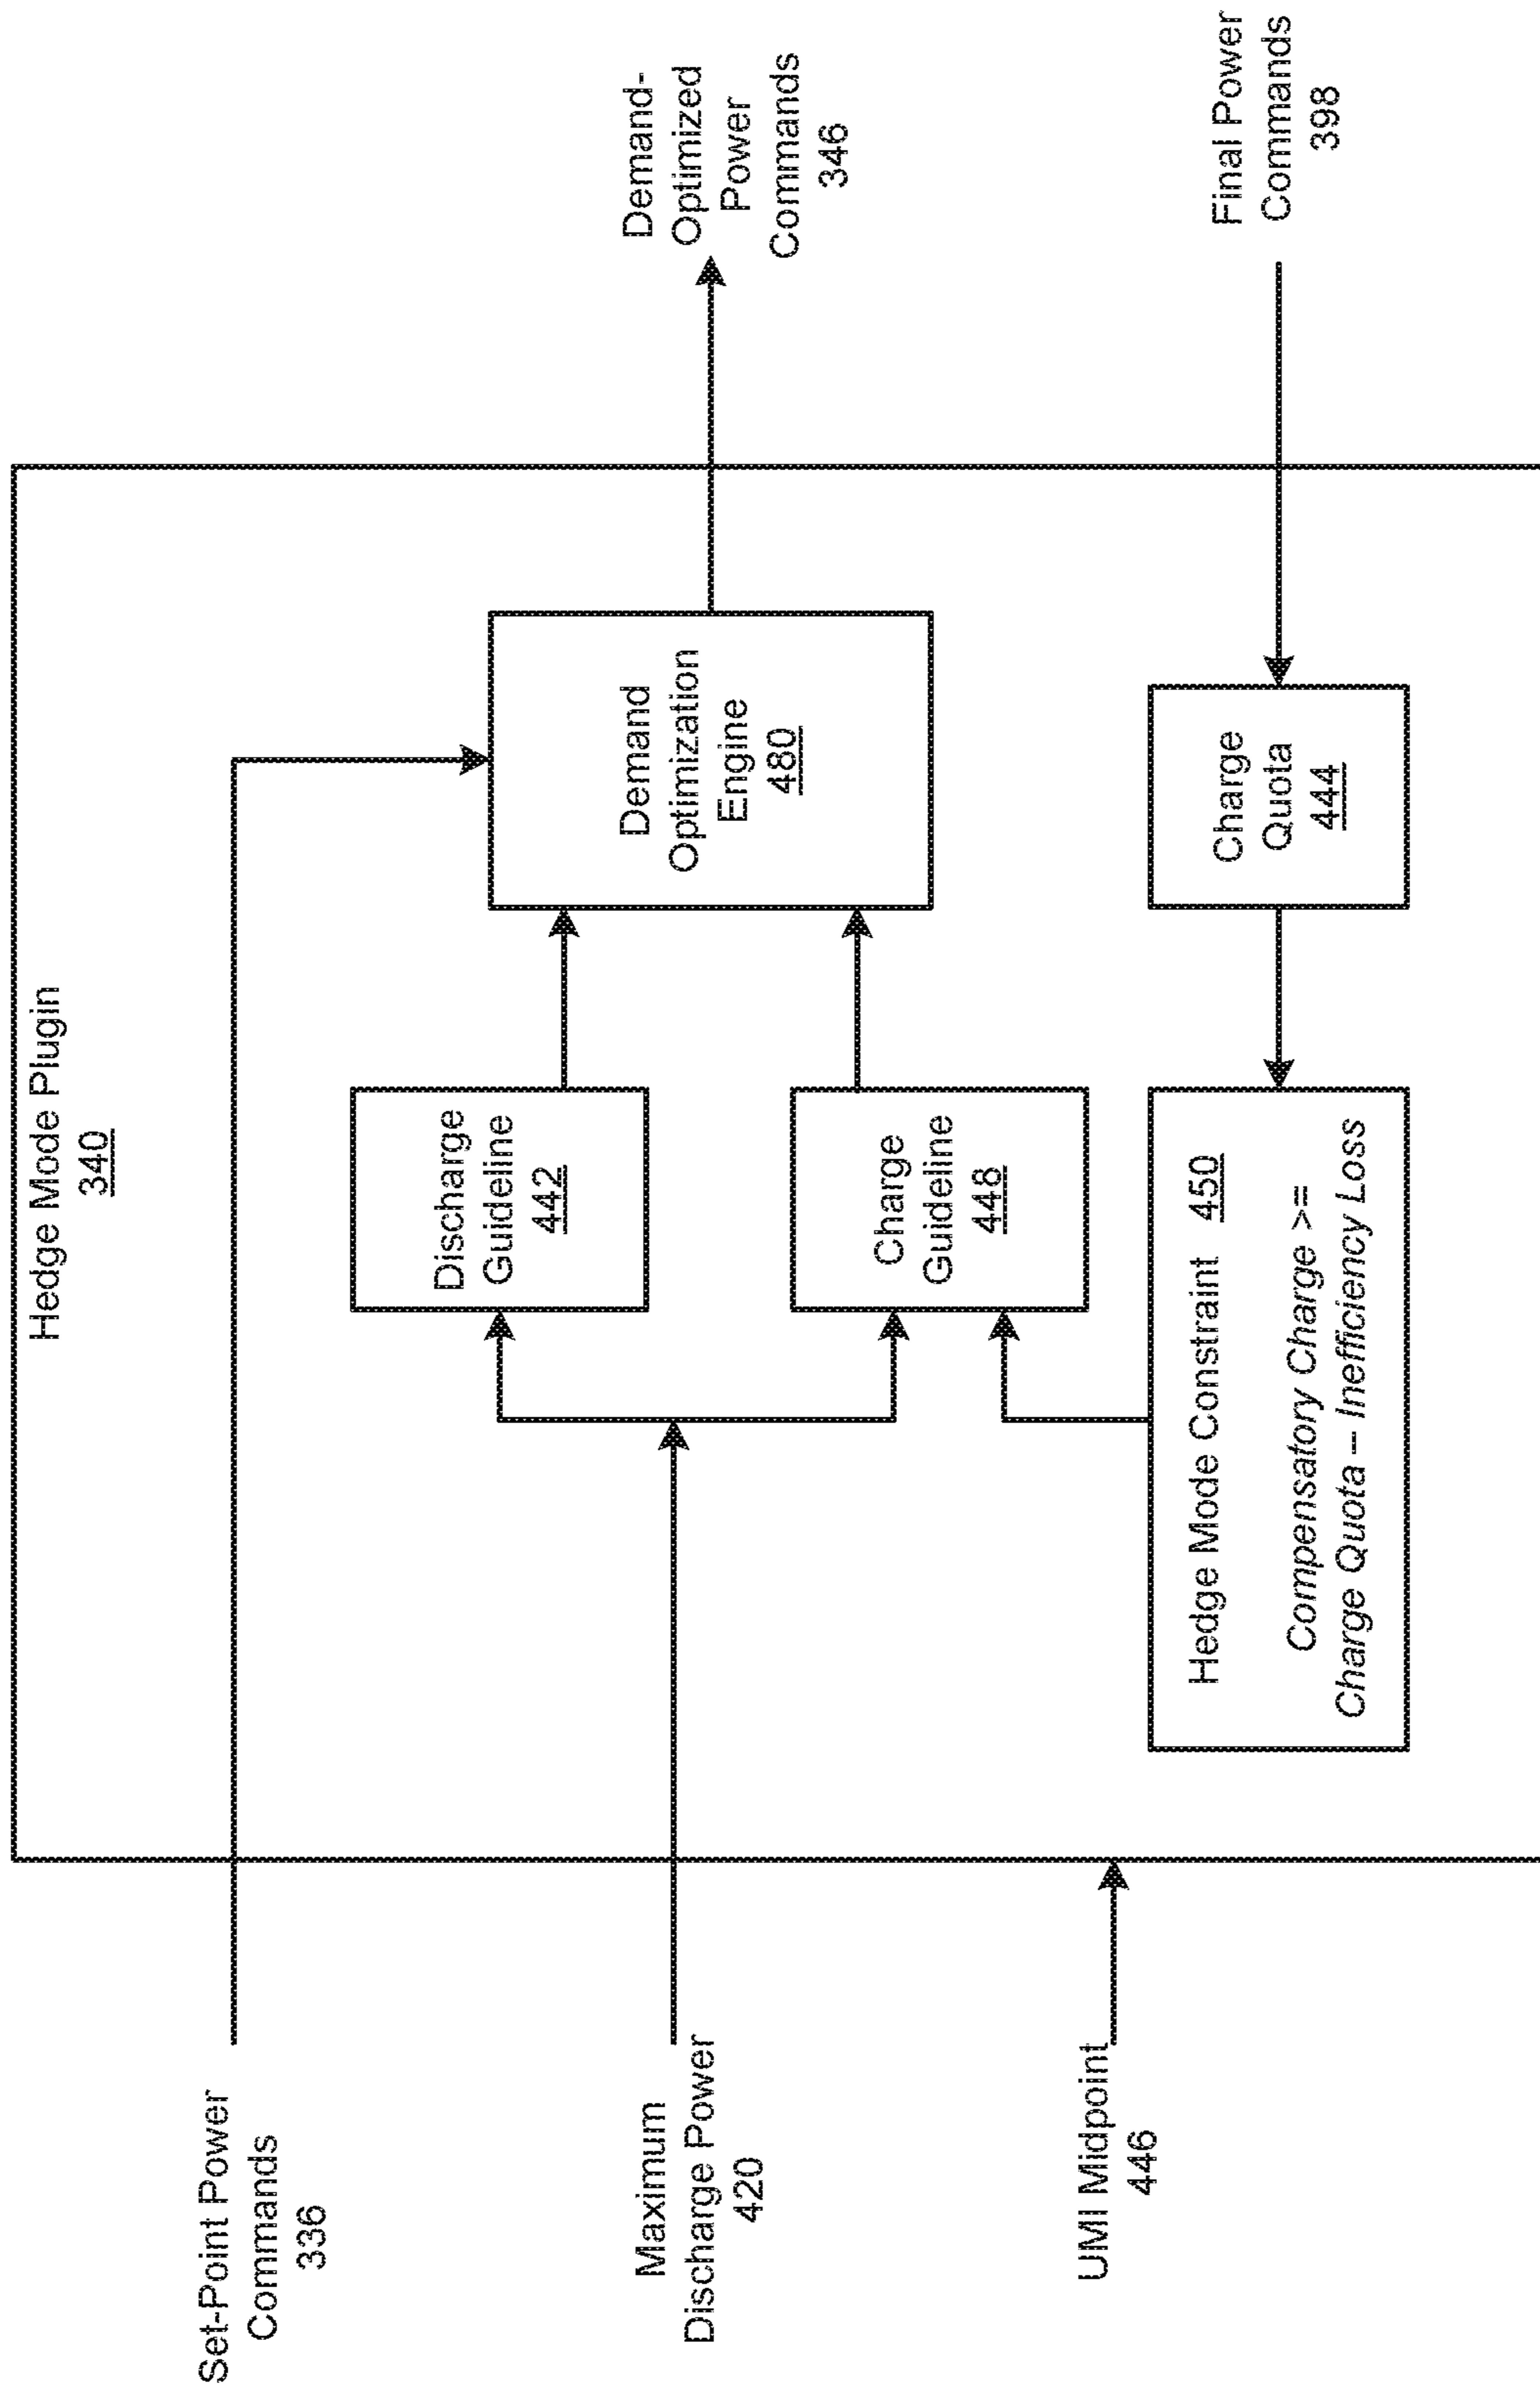 Hedge Mode Plugin
340
Set-Point Power
Commands
336
Maximum
Discharge Power
420
UMI Midpoint
446
Discharge
Guideline
442
Charge
Guideline
448
Hedge Mode Constraint 450
Compensatory Charge >=
Charge Quota – Inefficiency Loss
Demand
Optimization
Engine
480
Charge
Quota
444
Demand-
Optimized
Power
Commands
346
Final Power
Commands
398